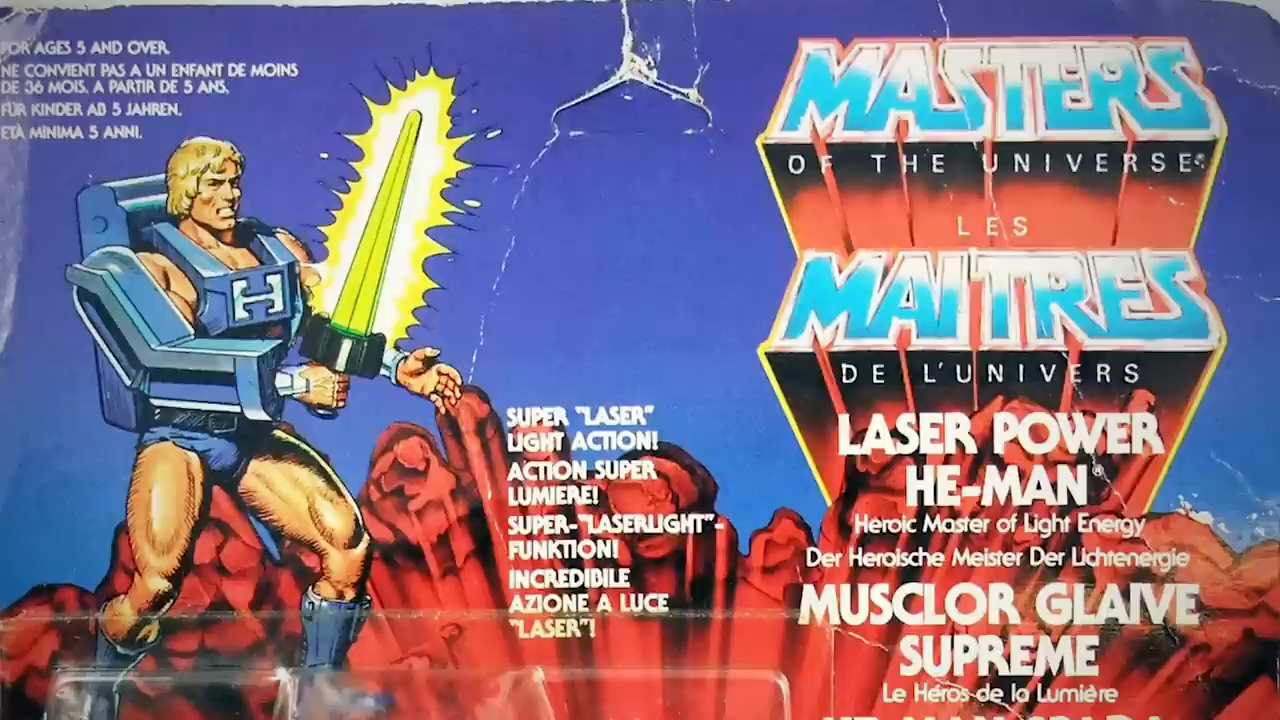 FOR AGES 5 AND OVER.
NE CONVIENT PAS A UN ENFANT DE MOINS
DE 36 MOIS. A PARTIR DE 5 ANS.
FÜR KINDER AB 5 JAHREN.
ETÀ MINIMA 5 ANNI.
H
SUPER "LASER"
LIGHT ACTION!
ACTION SUPER
LUMIERE!
SUPER-"LASERLIGHT"-
FUNKTION!
INCREDIBILE
AZIONE A LUCE
"LASER"!
MASTERS
OF THE UNIVERSE®
LES
MAITRES
DE L'UNIVERS
LASER POWER
HE-MAN®
Heroic Master of Light Energy
Der Heroische Meister Der Lichtenergie
MUSCLOR GLAIVE
SUPREME
Le Héros de la Lumière